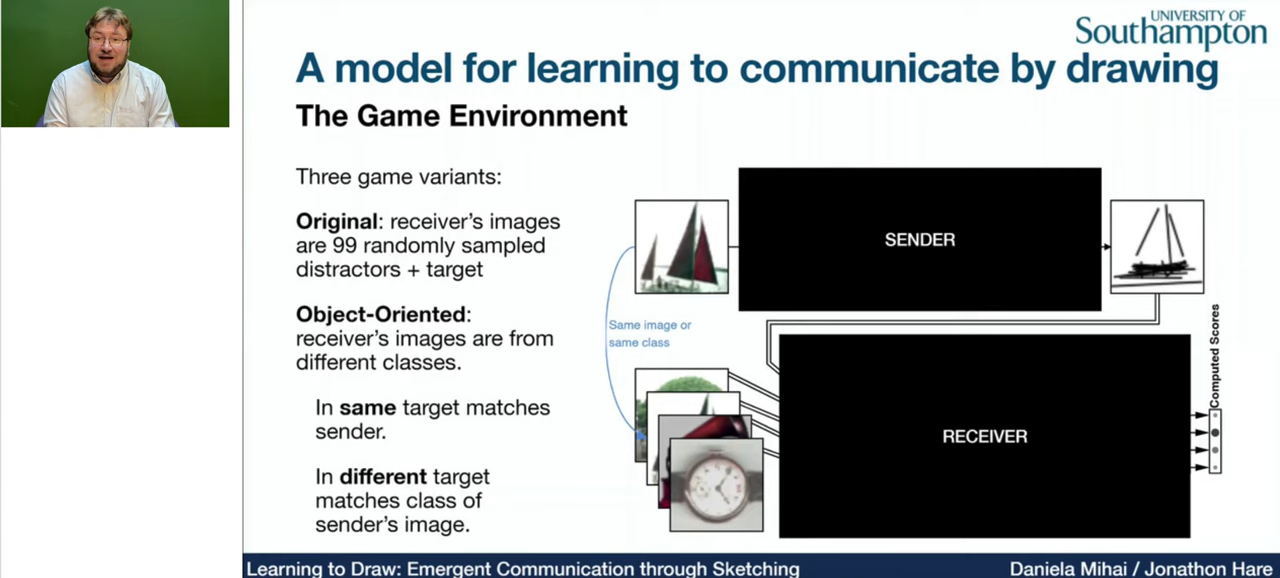 UNIVERSITY OF
Southampton
A model for learning to communicate by drawing
The Game Environment
Three game variants:
Original: receiver's images
are 99 randomly sampled
distractors + target
Object-Oriented:
receiver's images are from
different classes.
In same target matches
sender.
In different target
matches class of
sender's image.
SENDER
Same image or
same class
RECEIVER
Computed Scores
Learning to Draw: Emergent Communication through Sketching
Daniela Mihai / Jonathon Hare